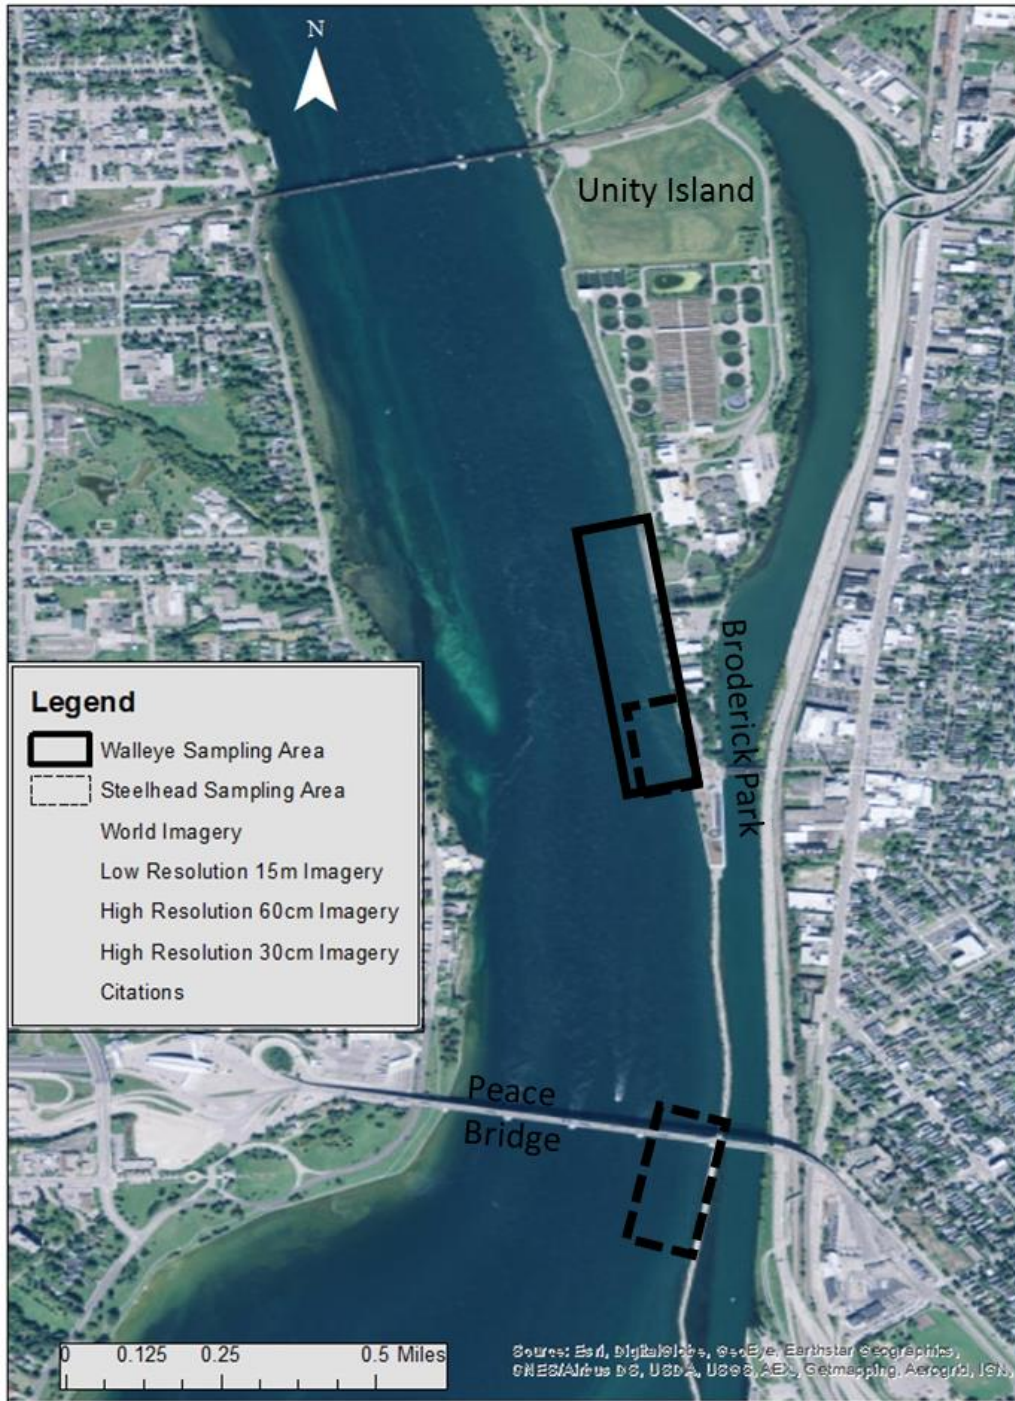 N
Unity Island
Broderick Park
Legend
Walleye Sampling Area
Steelhead Sampling Area
World Imagery
Low Resolution 15m Imagery
High Resolution 60cm Imagery
High Resolution 30cm Imagery
Citations
Peace
Bridge
0 0.125 0.25 0.5 Miles
Source: Esri, DigitalGlobe, GeoEye, Earthstar Geographics,
CNES/Airbus DS, USDA, USGS, AEX, Getmapping, Aerogrid, IGN,